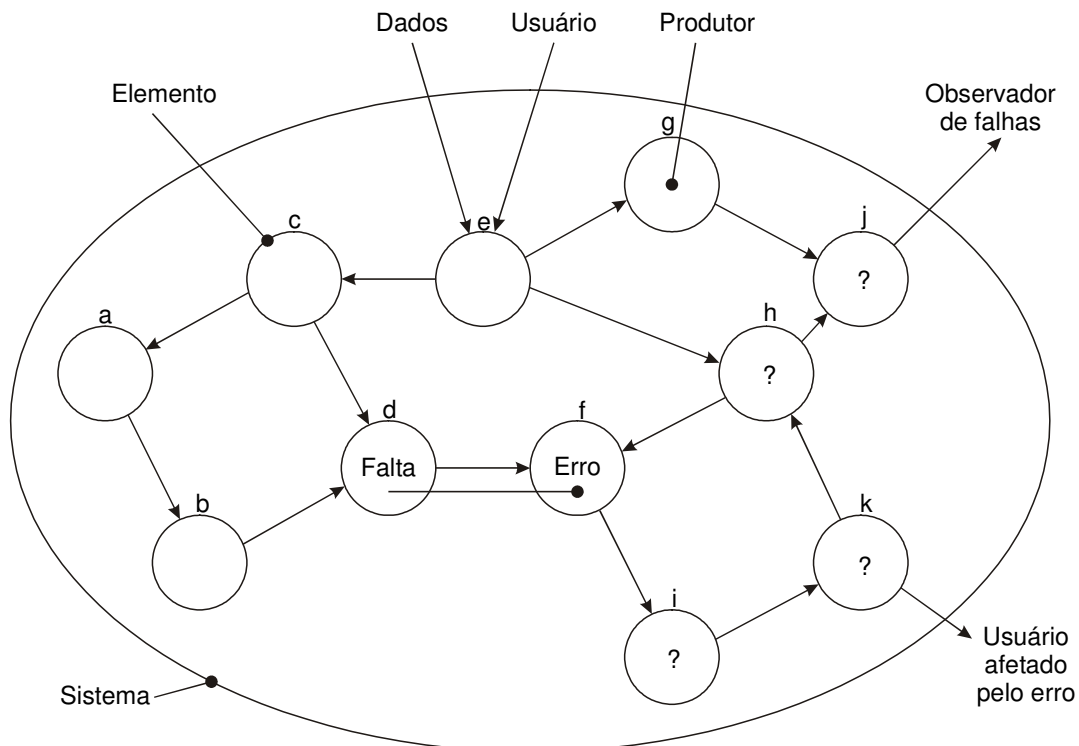 Dados
Usuário
Produtor
Elemento
Observador
de falhas
g
c
e
j
?
a
h
?
d
f
Falta
Erro
b
k
?
i
?
Usuário
afetado
pelo erro
Sistema